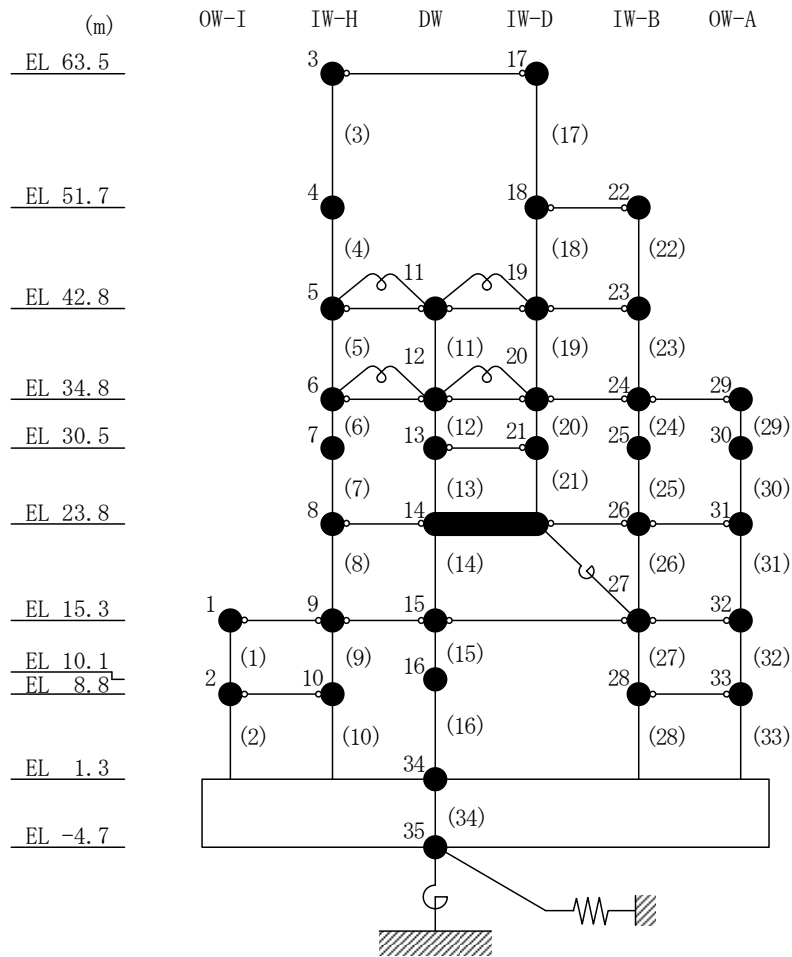 (m) OW-I IW-H DW IW-D IW-B OW-A
EL 63.5 3 17
(3) (17)
EL 51.7 4 18 22
(4) (18) (22)
EL 42.8 5 11 19 23
(5) (11) (19) (23)
EL 34.8 6 12 20 24 29
(6) (12) (20) (24) (29)
EL 30.5 7 13 21 25 30
(7) (13) (21) (25) (30)
EL 23.8 8 14 26 31
(8) (14) (26) (31)
EL 15.3 1 9 15 27 32
(1) (9) (15) (27) (32)
EL 10.1 16
EL 8.8 2 10 28 33
(2) (10) (16) (28) (33)
EL 1.3 34
(34)
EL -4.7 35